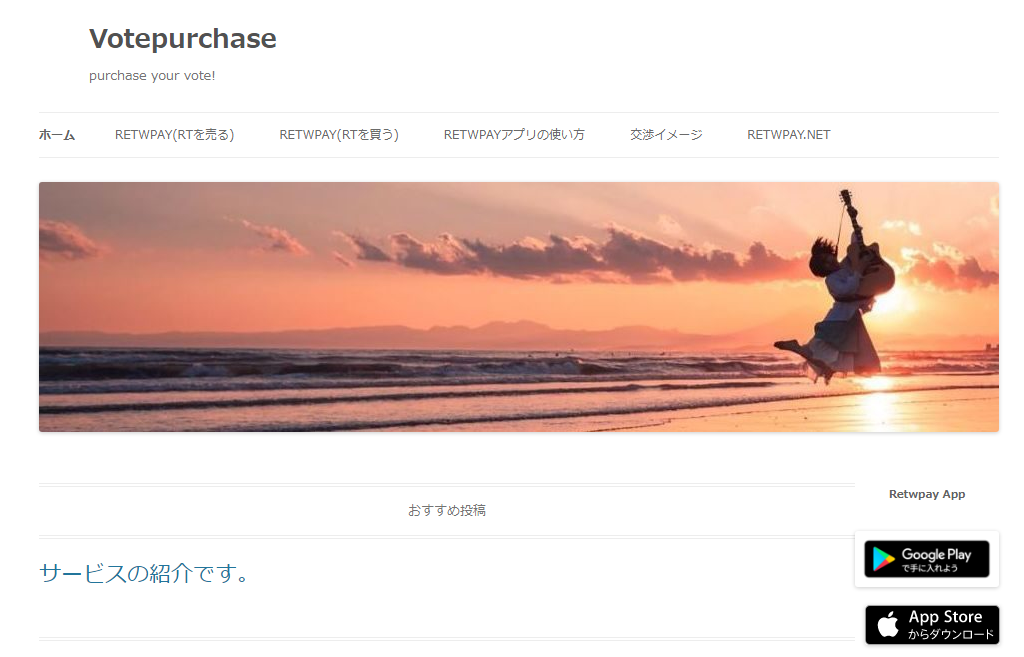 Votepurchase
purchase your vote!
ホーム RETWPAY(RTを売る) RETWPAY(RTを買う) RETWPAYアプリの使い方 交渉イメージ RETWPAY.NET
Retwpay App
おすすめ投稿
Google Play
で手に入れよう
サービスの紹介です。
App Store
からダウンロード